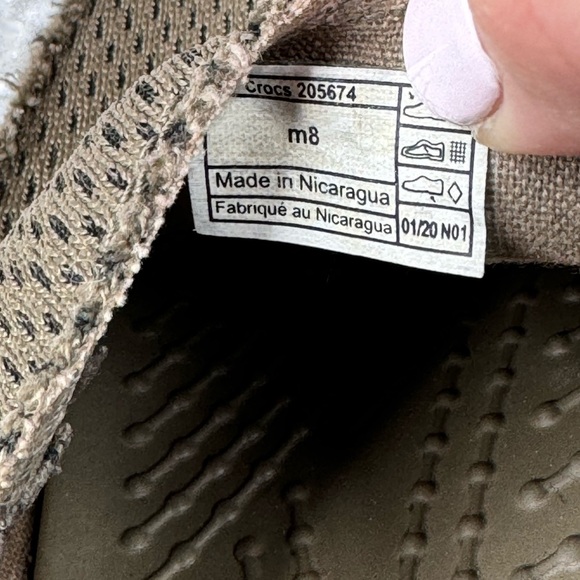 Crocs 205674
m8
Made in Nicaragua
Fabriqué au Nicaragua
01/20 N01